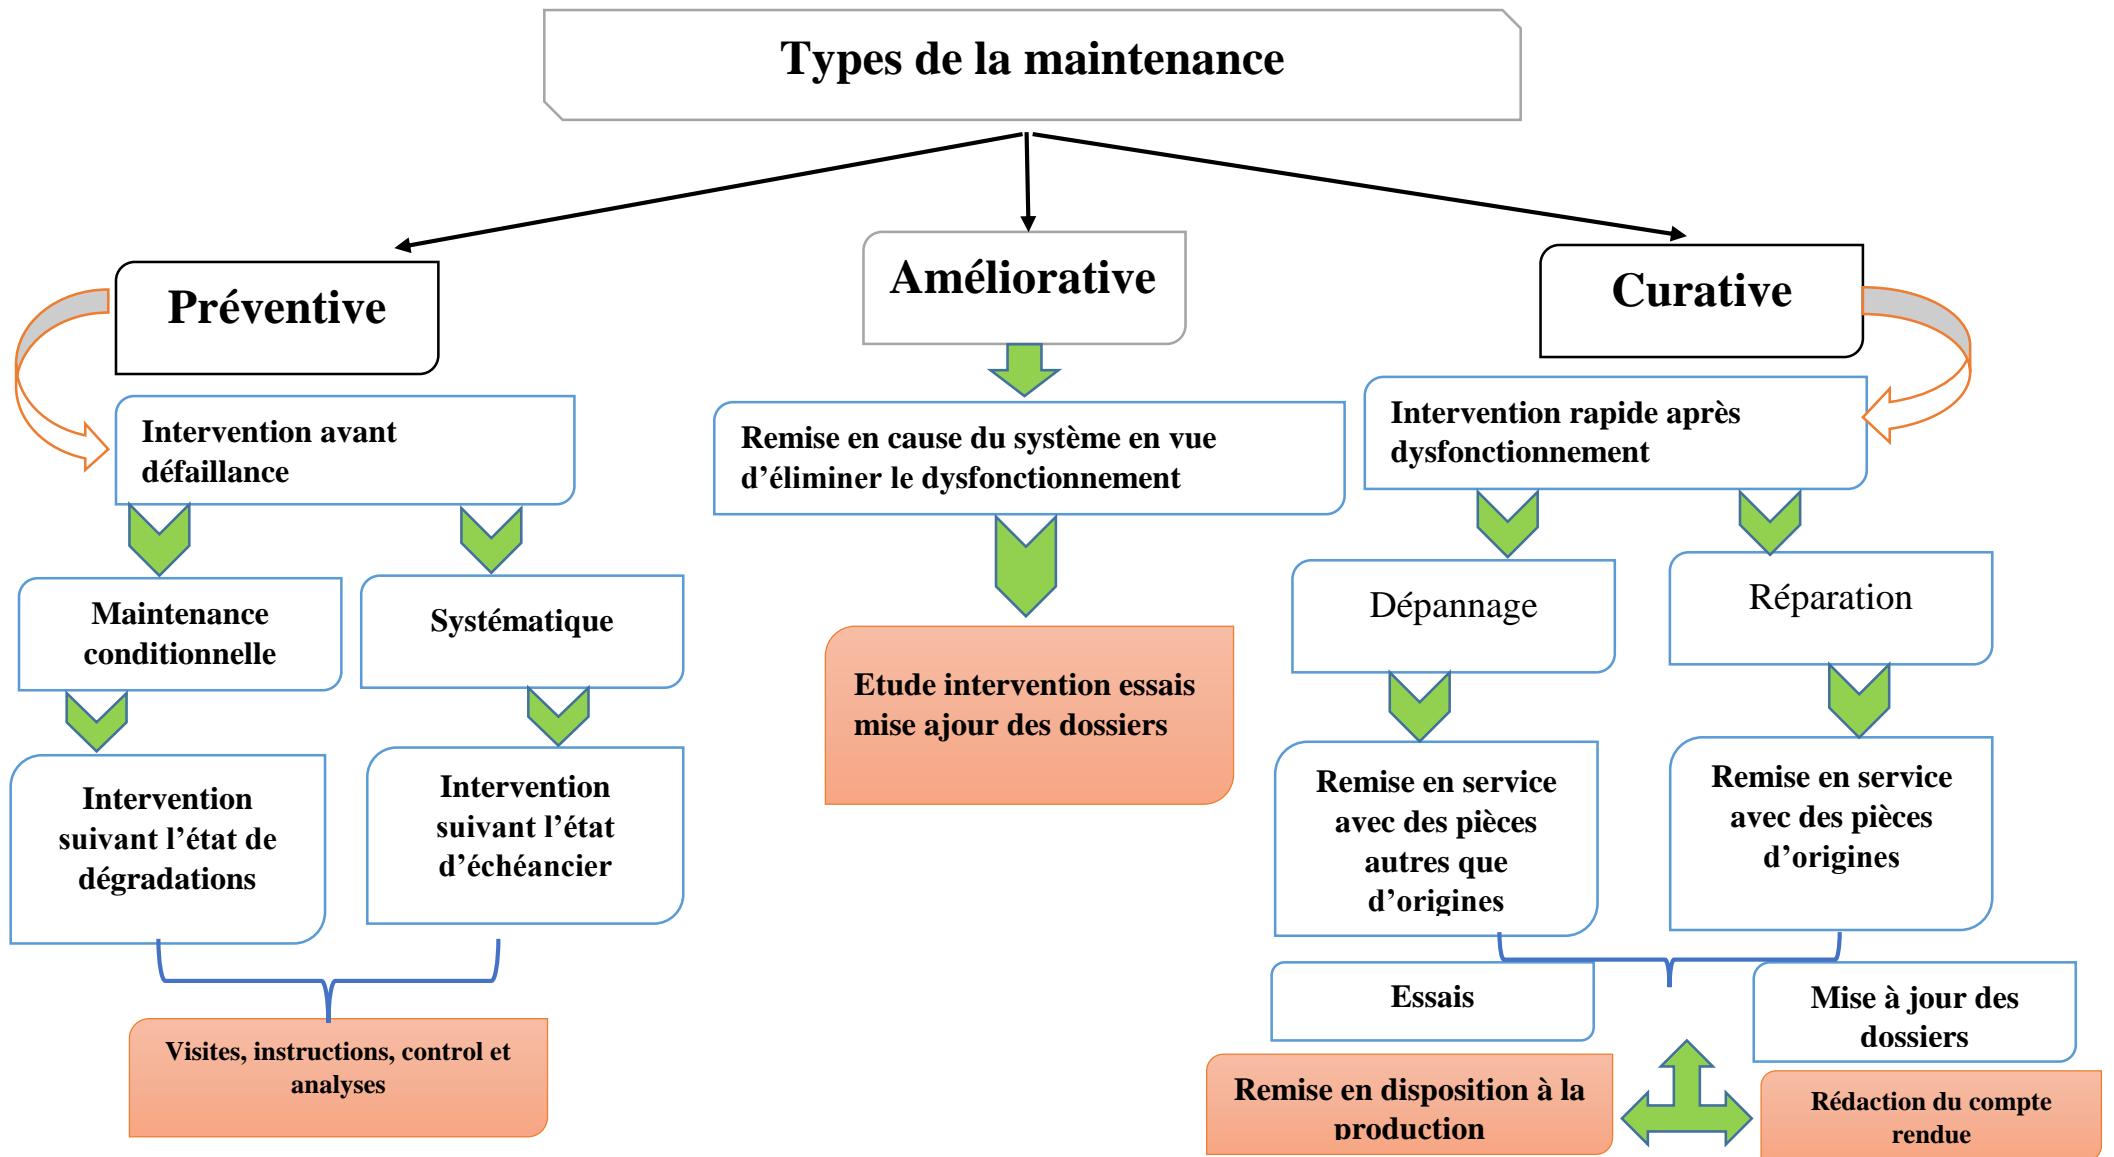 Types de la maintenance
Préventive
Améliorative
Curative
Intervention avant
défaillance
Remise en cause du système en vue
d’éliminer le dysfonctionnement
Intervention rapide après
dysfonctionnement
Maintenance
conditionnelle
Systématique
Etude intervention essais
mise ajour des dossiers
Dépannage
Réparation
Intervention
suivant l’état de
dégradations
Intervention
suivant l’état
d’échéancier
Remise en service
avec des pièces
autres que
d’origines
Remise en service
avec des pièces
d’origines
Visites, instructions, control et
analyses
Essais
Mise à jour des
dossiers
Remise en disposition à la
production
Rédaction du compte
rendue